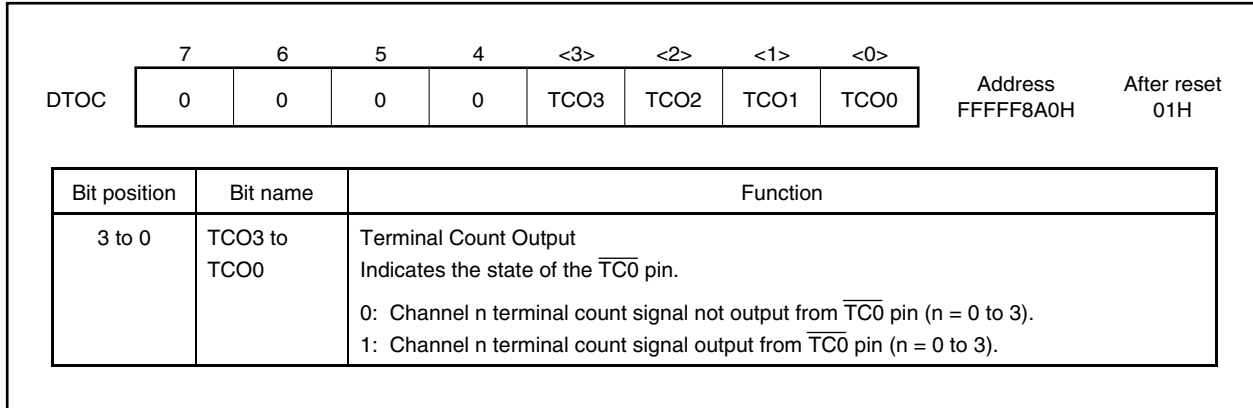 7 6 5 4 <3> <2> <1> <0>
DTOC 0 0 0 0 TCO3 TCO2 TCO1 TCO0 Address FFFFF8A0H After reset 01H
Bit position Bit name Function
3 to 0 TCO3 to TCO0 Terminal Count Output
Indicates the state of the T̅C̅0̅ pin.
0: Channel n terminal count signal not output from T̅C̅0̅ pin (n = 0 to 3).
1: Channel n terminal count signal output from T̅C̅0̅ pin (n = 0 to 3).